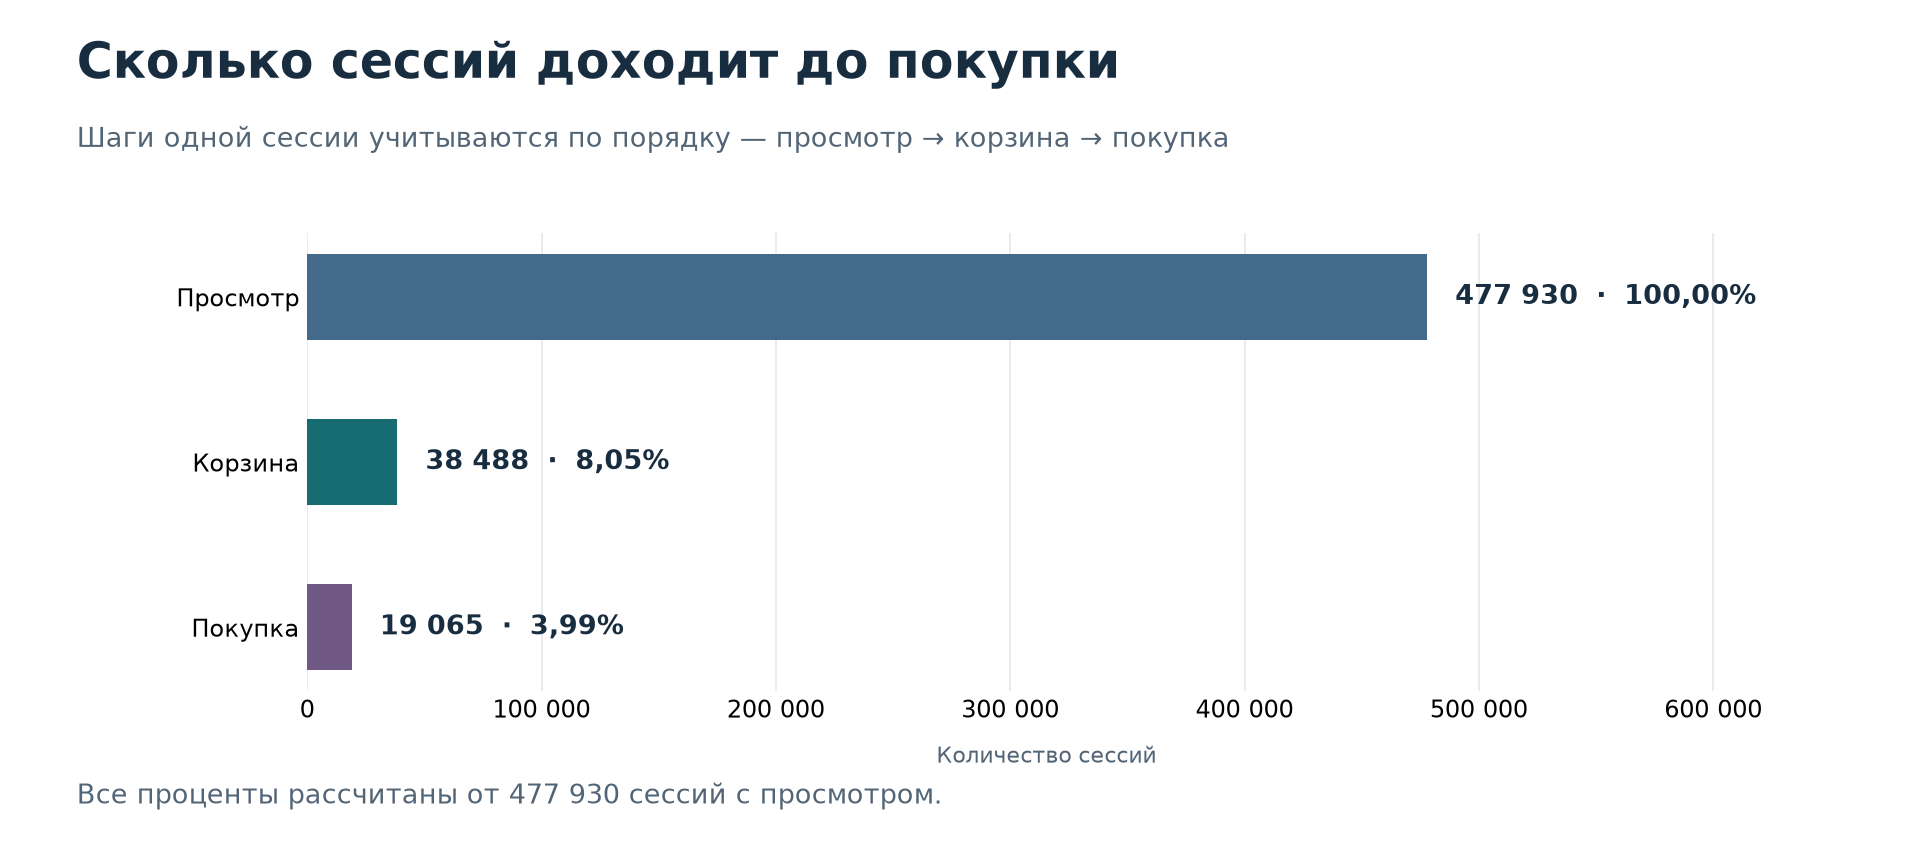 Сколько сессий доходит до покупки
Шаги одной сессии учитываются по порядку — просмотр → корзина → покупка
Просмотр
477 930 · 100,00%
Корзина
38 488 · 8,05%
Покупка
19 065 · 3,99%
0 100 000 200 000 300 000 400 000 500 000 600 000
Количество сессий
Все проценты рассчитаны от 477 930 сессий с просмотром.